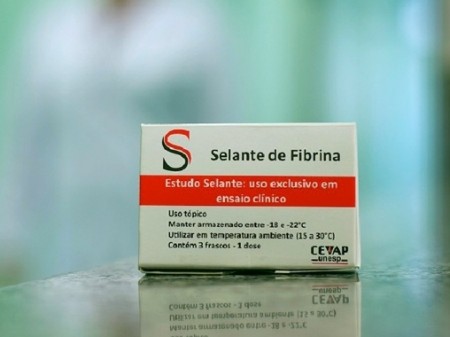 S Selante de Fibrina
Estudo Selante: uso exclusivo em
ensaio clínico
Uso tópico
Manter armazenado entre -18 e -22°C
Utilizar em temperatura ambiente (15 a 30°C)
Contém 3 frascos - 1 dose
CEVAP
unesp